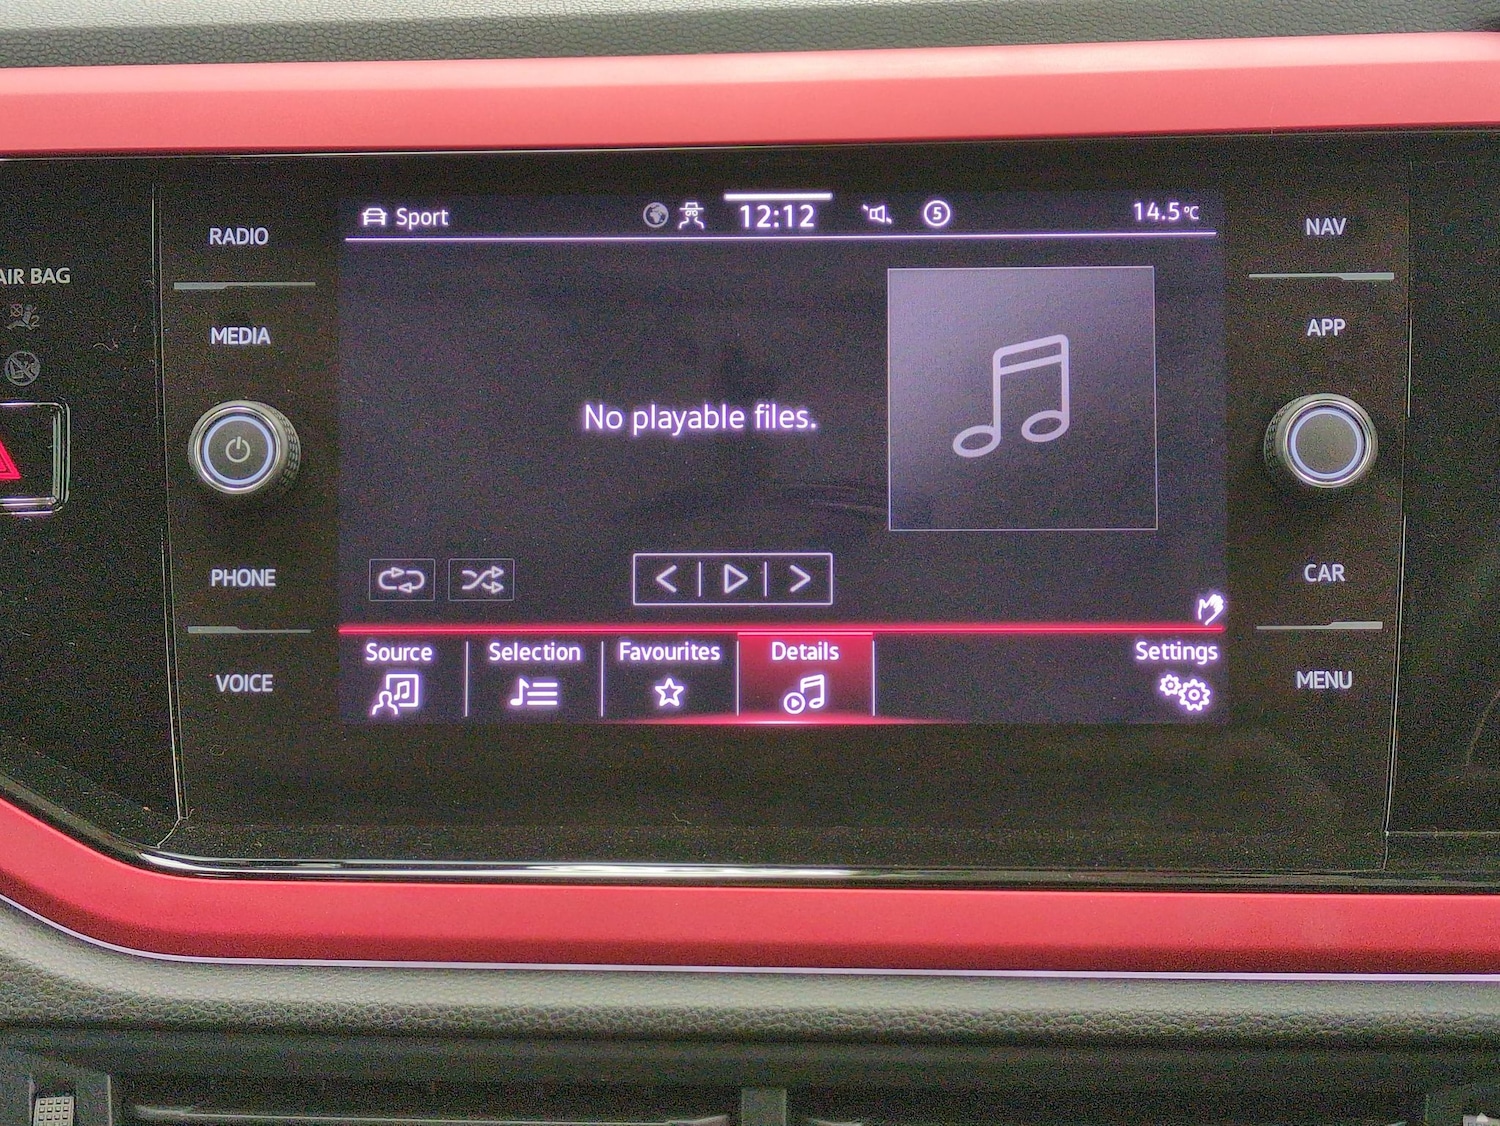 Sport
12:12
5
14.5°C
RADIO
NAV
AIR BAG
MEDIA
APP
No playable files.
PHONE
CAR
Source
Selection
Favourites
Details
Settings
VOICE
MENU